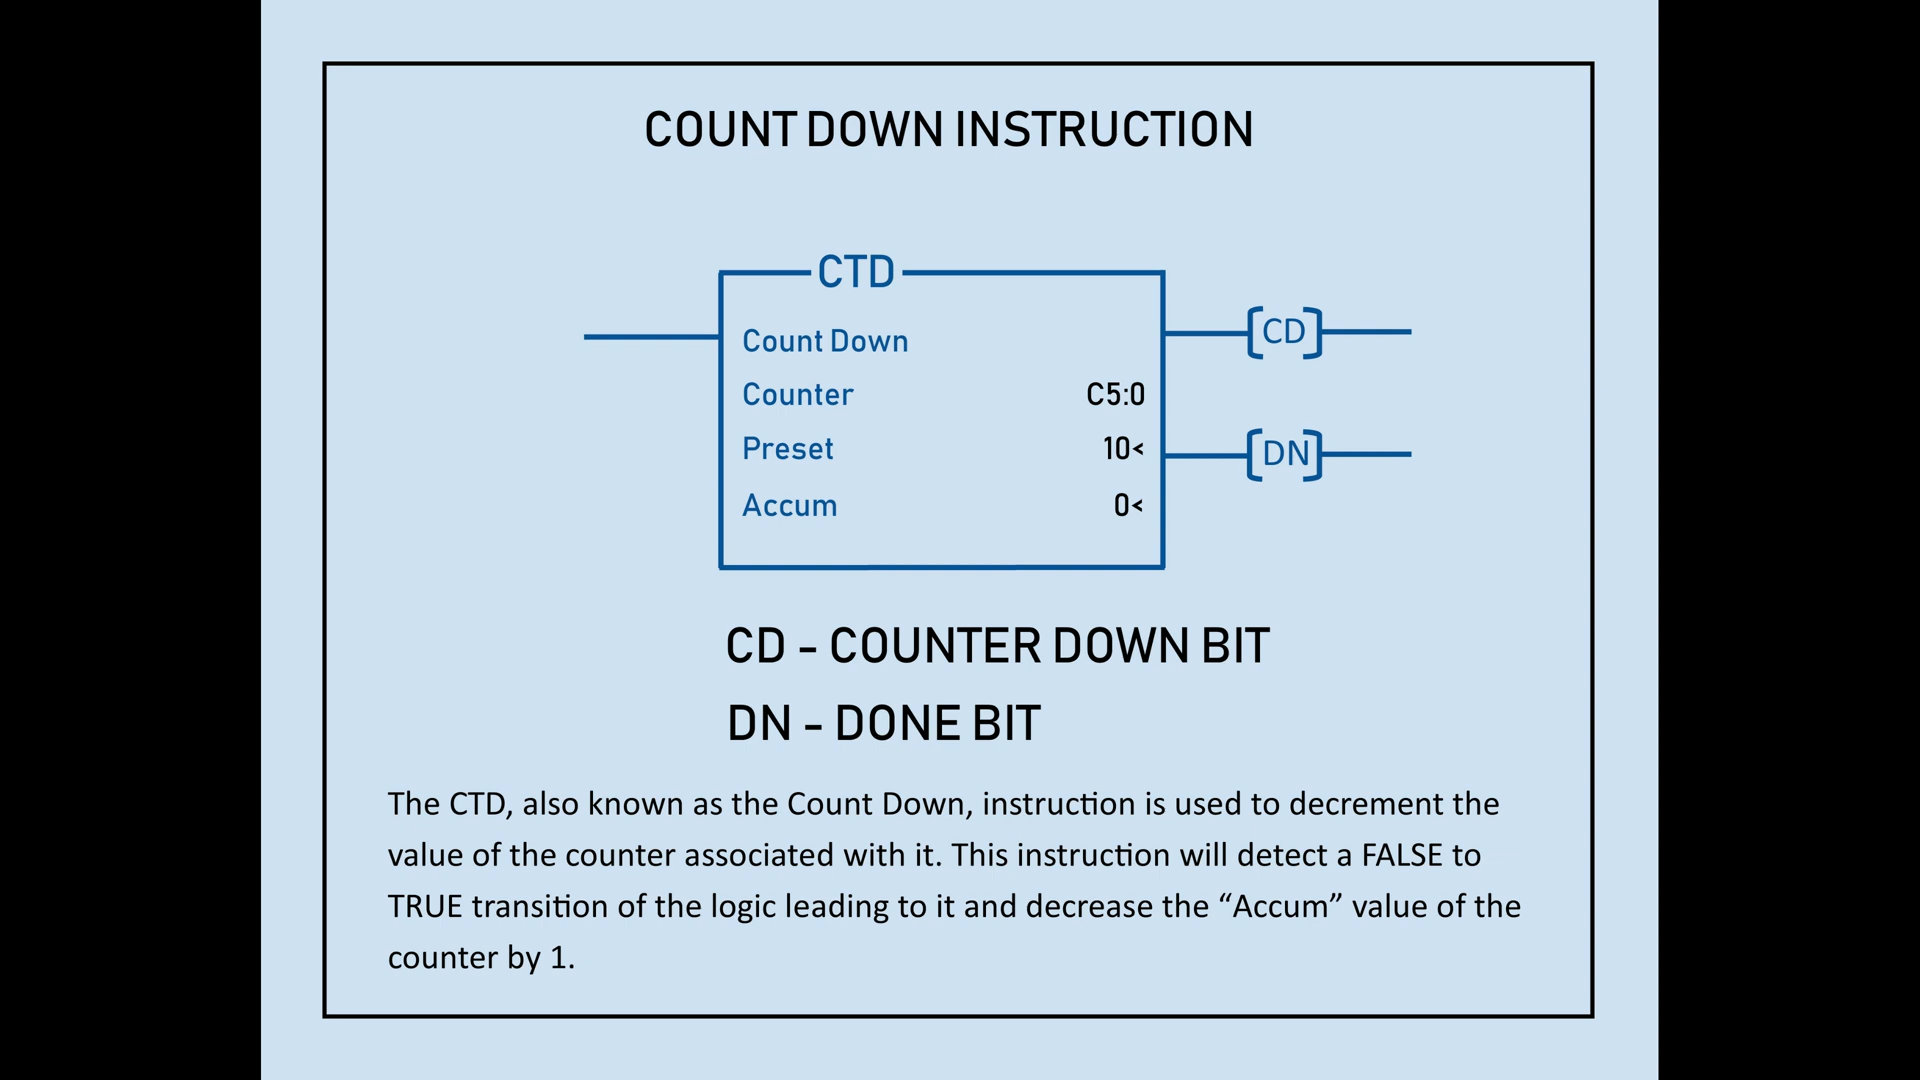 COUNT DOWN INSTRUCTION
CTD
Count Down
Counter C5:0
Preset 10<
Accum 0<
CD
DN
CD - COUNTER DOWN BIT
DN - DONE BIT
The CTD, also known as the Count Down, instruction is used to decrement the
value of the counter associated with it. This instruction will detect a FALSE to
TRUE transition of the logic leading to it and decrease the “Accum” value of the
counter by 1.